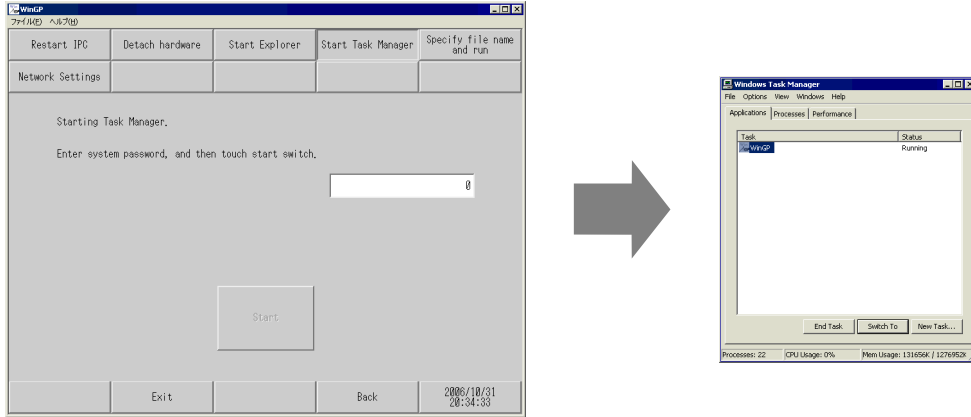 WinGP
ファイル(F) ヘルプ(H)
Restart IPC
Detach hardware
Start Explorer
Start Task Manager
Specify file name
and run
Network Settings
Starting Task Manager.
Enter system password, and then touch start switch.
0
Start
Exit
Back
2006/10/31
20:34:33
Windows Task Manager
File Options View Windows Help
Applications Processes Performance
Task Status
WinGP Running
End Task Switch To New Task...
Processes: 22 CPU Usage: 0% Mem Usage: 131656K / 1276952K